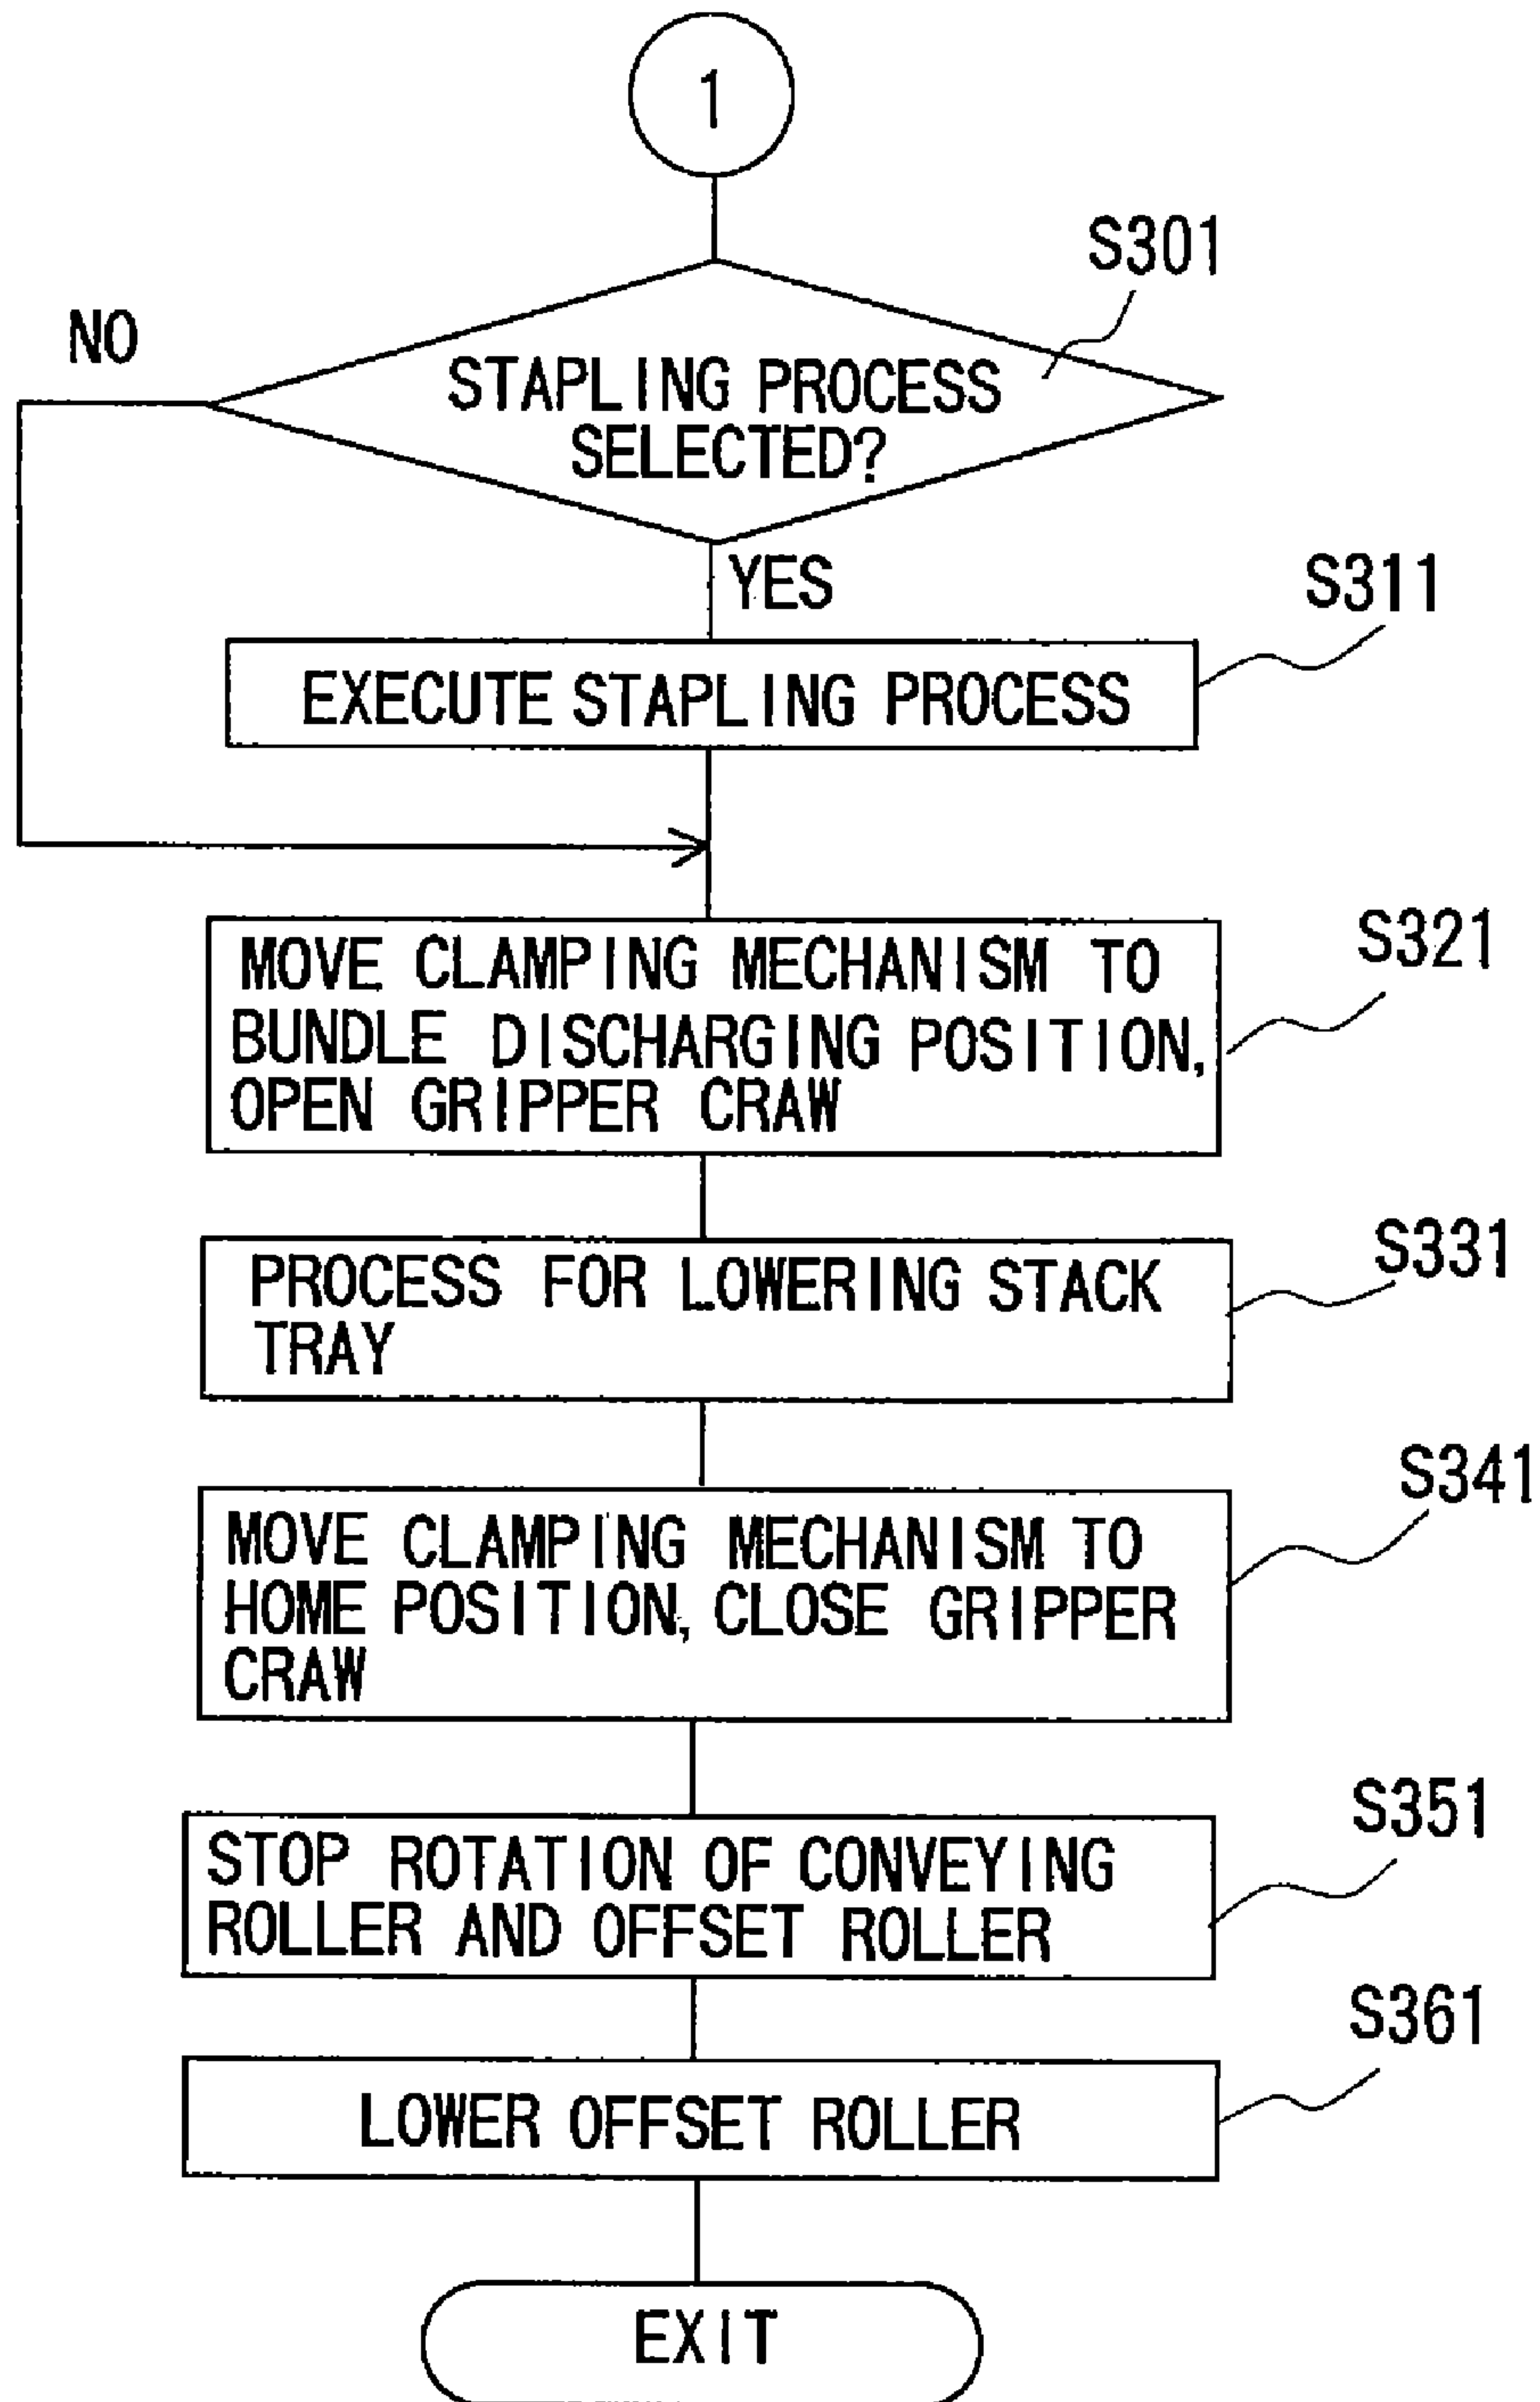 1
S301
NO
STAPLING PROCESS
SELECTED?
YES
S311
EXECUTE STAPLING PROCESS
S321
MOVE CLAMPING MECHANISM TO
BUNDLE DISCHARGING POSITION,
OPEN GRIPPER CRAW
S331
PROCESS FOR LOWERING STACK
TRAY
S341
MOVE CLAMPING MECHANISM TO
HOME POSITION, CLOSE GRIPPER
CRAW
S351
STOP ROTATION OF CONVEYING
ROLLER AND OFFSET ROLLER
S361
LOWER OFFSET ROLLER
EXIT